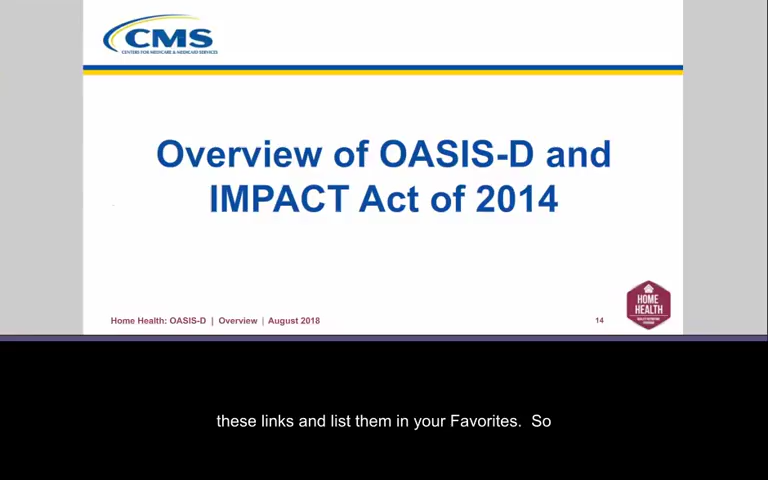 CMS
CENTERS FOR MEDICARE & MEDICAID SERVICES
Overview of OASIS-D and
IMPACT Act of 2014
Home Health: OASIS-D | Overview | August 2018
14
HOME
HEALTH
these links and list them in your Favorites.  So